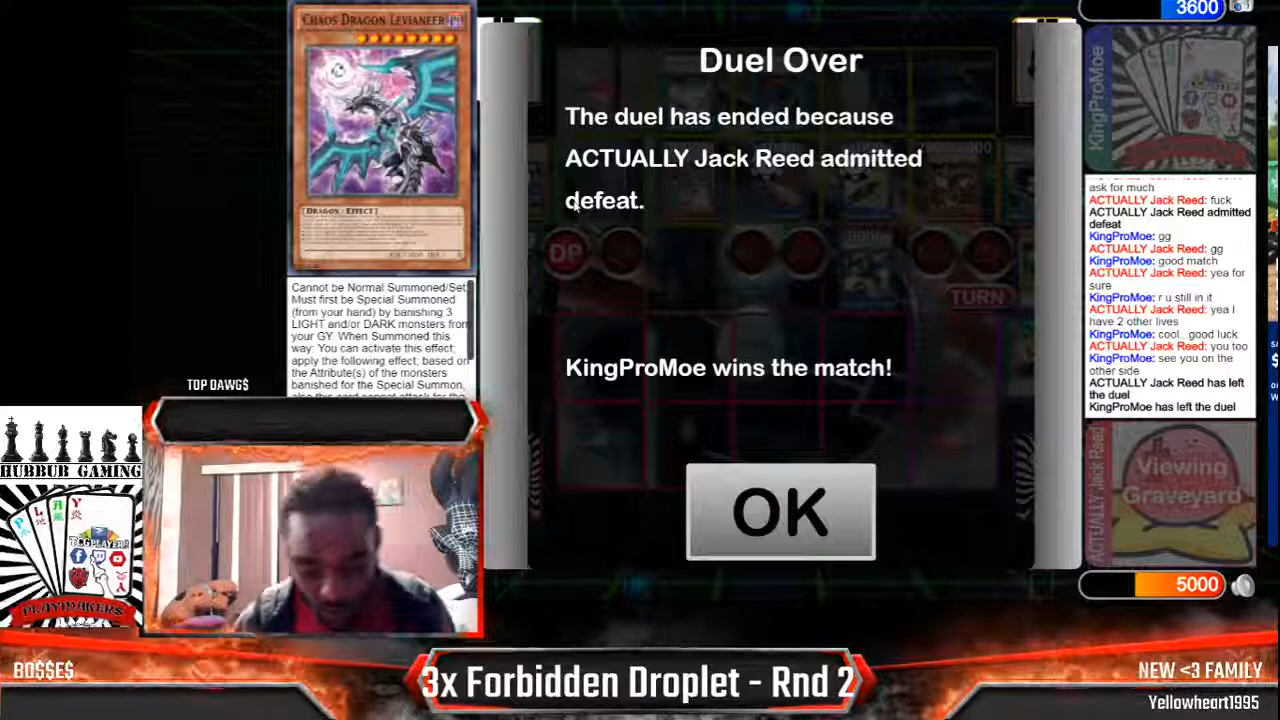 CHAOS DRAGON LEVIANEER
[DRAGON・EFFECT]
Cannot be Normal Summoned/Set.
Must first be Special Summoned
(from your hand) by banishing 3
LIGHT and/or DARK monsters from
your GY. When Summoned this
way: You can activate this effect;
apply the following effect, based on
the Attribute(s) of the monsters
banished for the Special Summon,
TOP DAWG$
HUBBUB GAMING
TCGPLAYER
PLAYMAKERS
Duel Over
The duel has ended because
ACTUALLY Jack Reed admitted
defeat.
DP
TURN
KingProMoe wins the match!
OK
3600
KingProMoe
ask for much
ACTUALLY Jack Reed: fuck
ACTUALLY Jack Reed admitted
defeat
KingProMoe: gg
ACTUALLY Jack Reed: gg
KingProMoe: good match
ACTUALLY Jack Reed: yea for
sure
KingProMoe: r u still in it
ACTUALLY Jack Reed: yea I
have 2 other lives
KingProMoe: cool.. good luck
ACTUALLY Jack Reed: you too
KingProMoe: see you on the
other side
ACTUALLY Jack Reed has left
the duel
KingProMoe has left the duel
ACTUALLY Jack Reed
Viewing
Graveyard
5000
BO$$E$
3x Forbidden Droplet - Rnd 2
NEW <3 FAMILY
Yellowheart1995